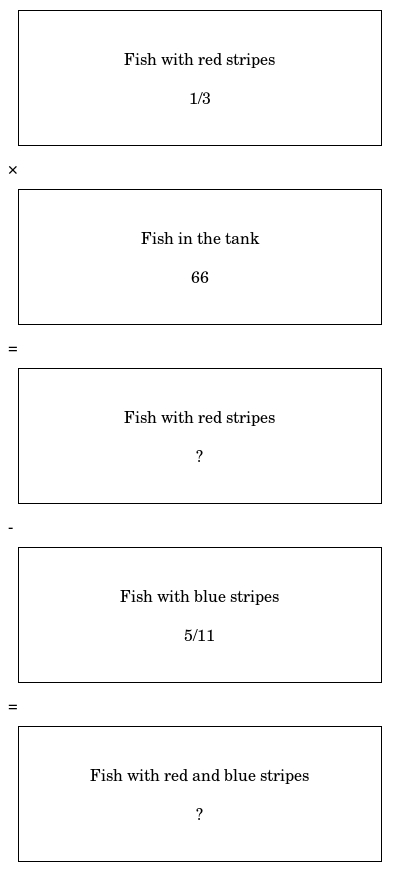 Fish with red stripes
1/3
×
Fish in the tank
66
=
Fish with red stripes
?
-
Fish with blue stripes
5/11
=
Fish with red and blue stripes
?